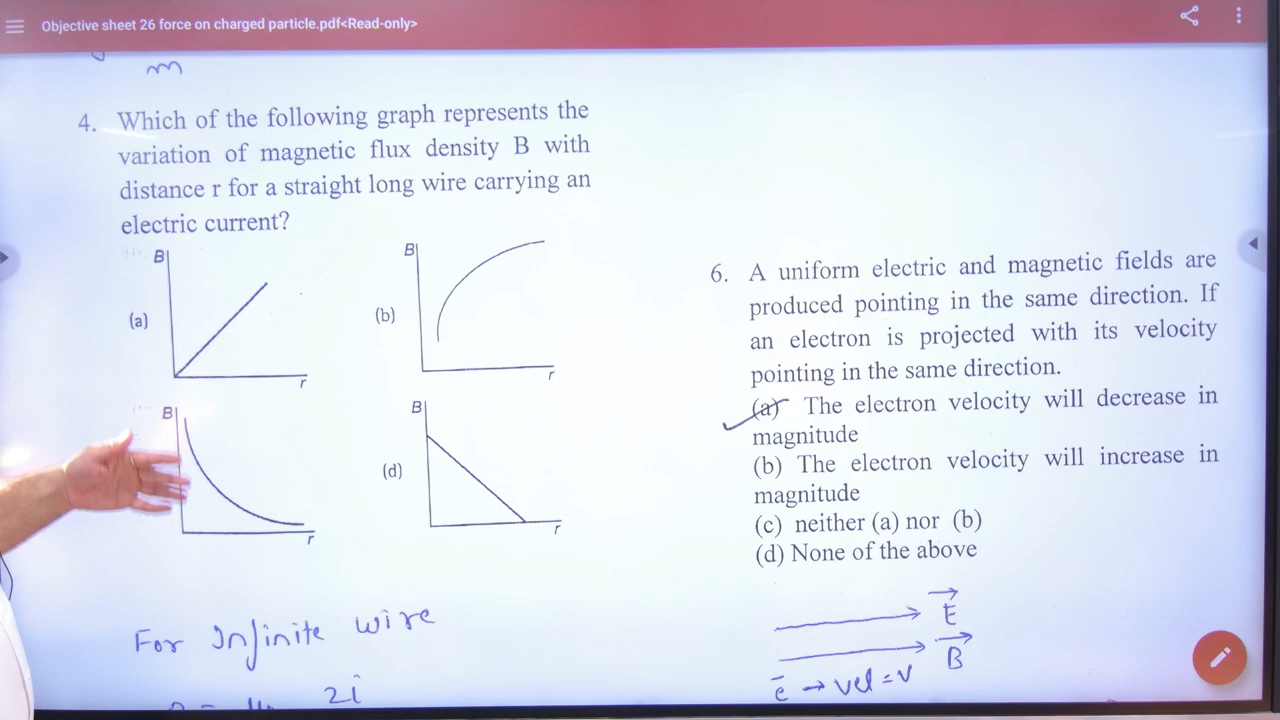 Objective sheet 26 force on charged particle.pdf<Read-only>
m
4. Which of the following graph represents the
variation of magnetic flux density B with
distance r for a straight long wire carrying an
electric current?
B
(a)
r
B
(b)
r
B
r
B
(d)
r
For Infinite wire
2i
6. A uniform electric and magnetic fields are
produced pointing in the same direction. If
an electron is projected with its velocity
pointing in the same direction.
(a) The electron velocity will decrease in
magnitude
(b) The electron velocity will increase in
magnitude
(c) neither (a) nor (b)
(d) None of the above
E
B
e → vel = v